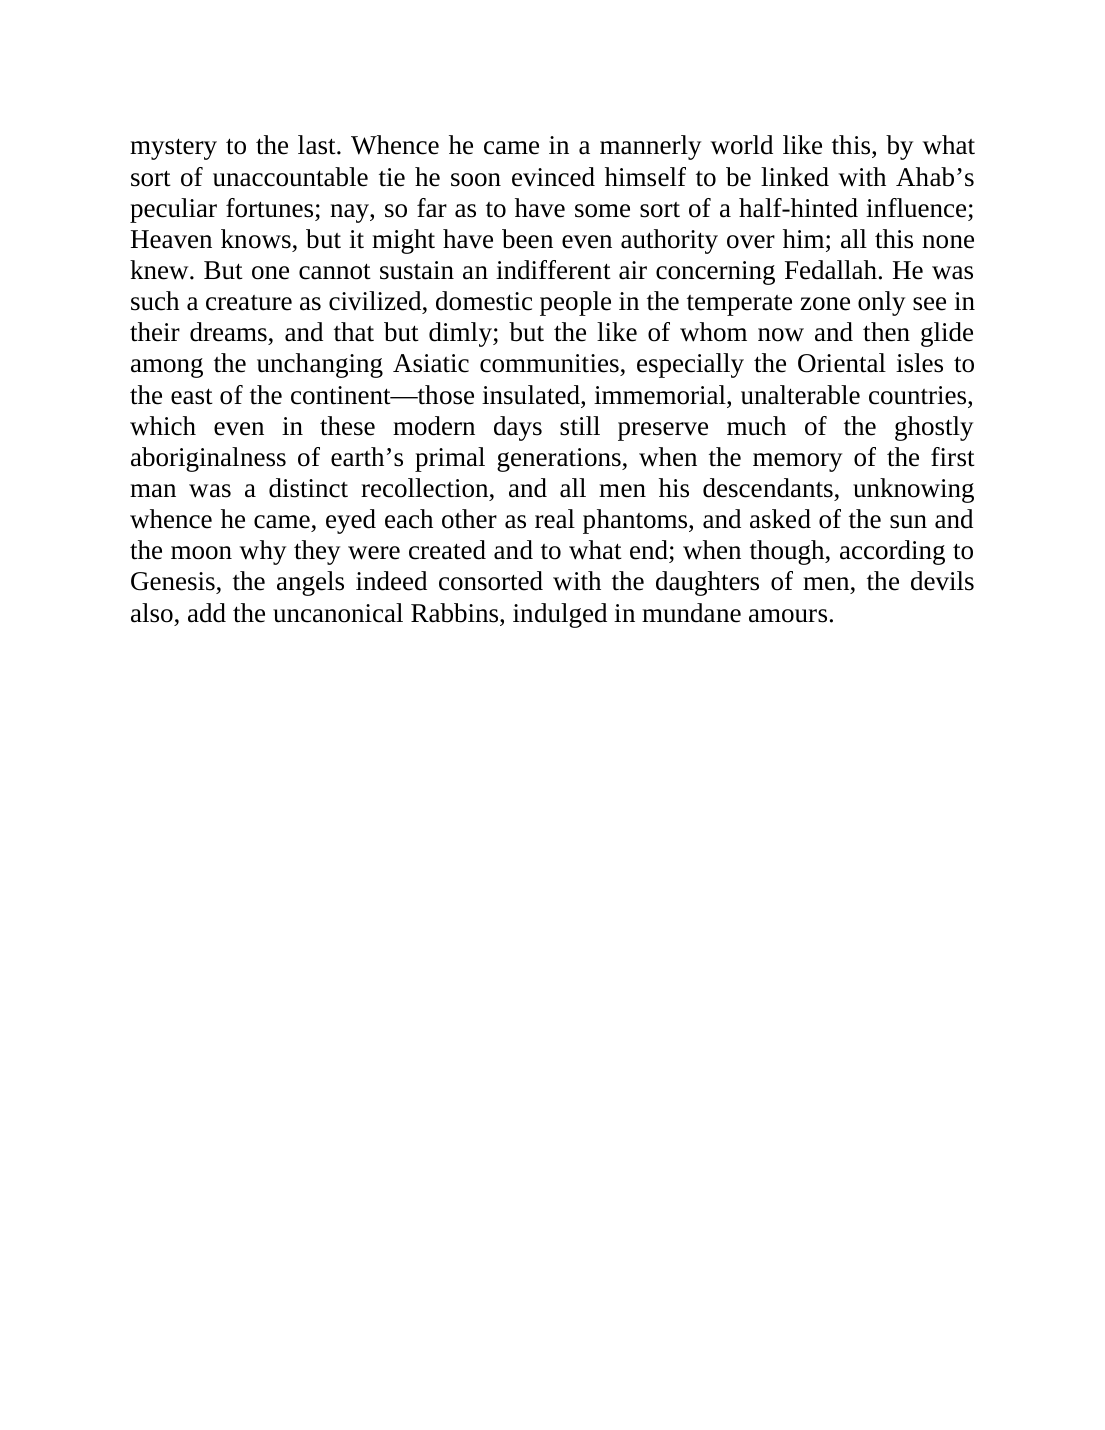 mystery to the last. Whence he came in a mannerly world like this, by what
sort of unaccountable tie he soon evinced himself to be linked with Ahab’s
peculiar fortunes; nay, so far as to have some sort of a half-hinted influence;
Heaven knows, but it might have been even authority over him; all this none
knew. But one cannot sustain an indifferent air concerning Fedallah. He was
such a creature as civilized, domestic people in the temperate zone only see in
their dreams, and that but dimly; but the like of whom now and then glide
among the unchanging Asiatic communities, especially the Oriental isles to
the east of the continent—those insulated, immemorial, unalterable countries,
which even in these modern days still preserve much of the ghostly
aboriginalness of earth’s primal generations, when the memory of the first
man was a distinct recollection, and all men his descendants, unknowing
whence he came, eyed each other as real phantoms, and asked of the sun and
the moon why they were created and to what end; when though, according to
Genesis, the angels indeed consorted with the daughters of men, the devils
also, add the uncanonical Rabbins, indulged in mundane amours.